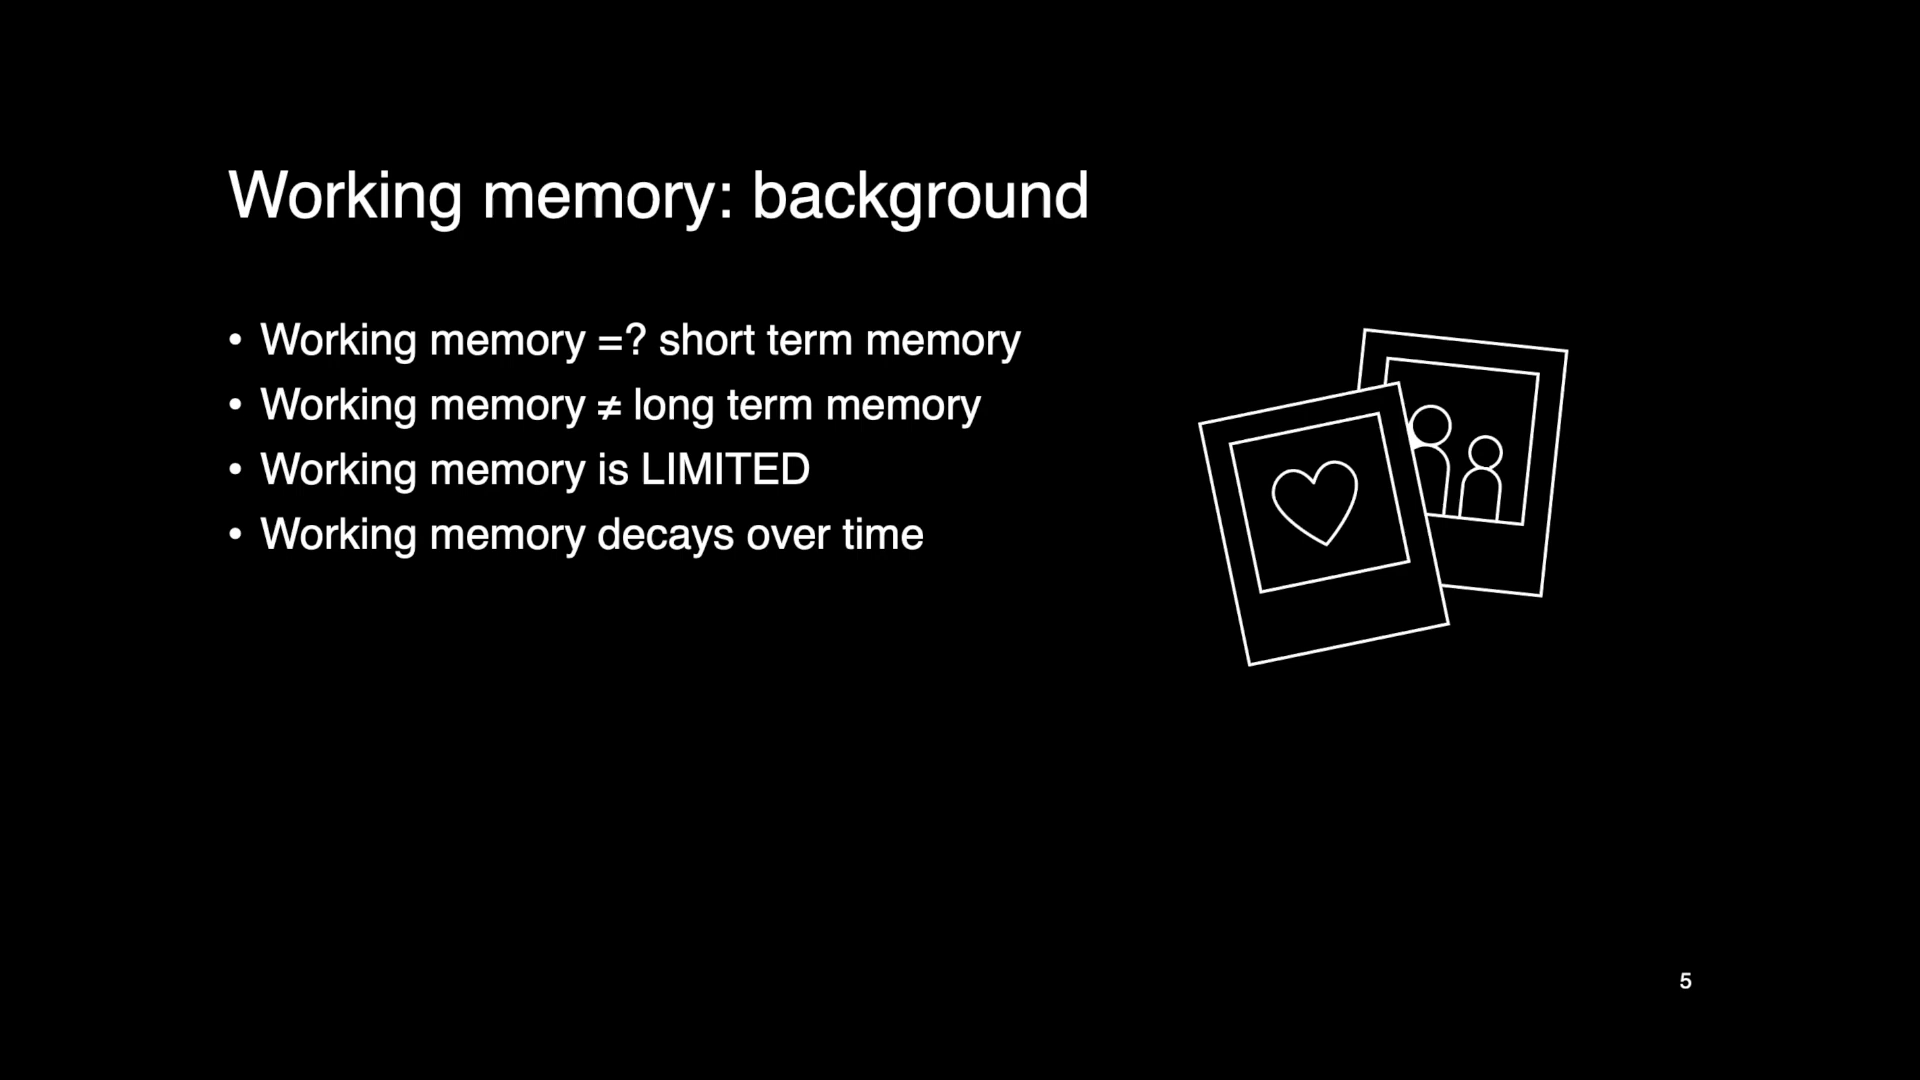 Working memory: background
• Working memory =? short term memory
• Working memory ≠ long term memory
• Working memory is LIMITED
• Working memory decays over time
5